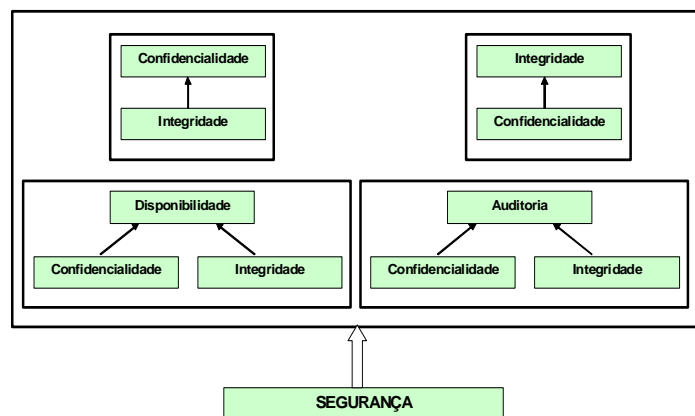 Confidencialidade
Integridade
Integridade
Confidencialidade
Disponibilidade
Confidencialidade
Integridade
Auditoria
Confidencialidade
Integridade
SEGURANÇA